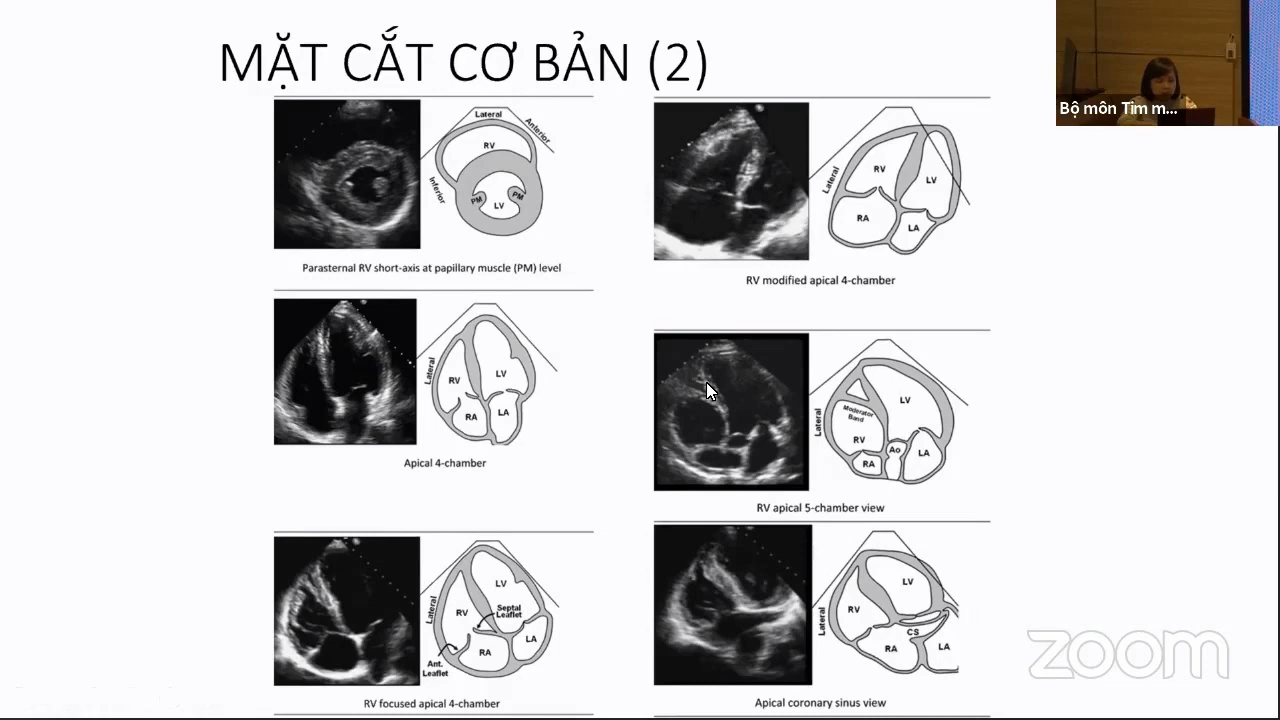 MẶT CẮT CƠ BẢN (2)
Bộ môn Tim m...
Lateral
Anterior
RV
Inferior
PM
PM
LV
Parasternal RV short-axis at papillary muscle (PM) level
Lateral
RV
LV
RA
LA
RV modified apical 4-chamber
Lateral
RV
LV
RA
LA
Apical 4-chamber
Lateral
LV
Moderator
Band
RV
Ao
RA
LA
RV apical 5-chamber view
Lateral
LV
RV
Septal
Leaflet
LA
RA
Ant.
Leaflet
RV focused apical 4-chamber
Lateral
LV
RV
CS
RA
LA
Apical coronary sinus view
zoom